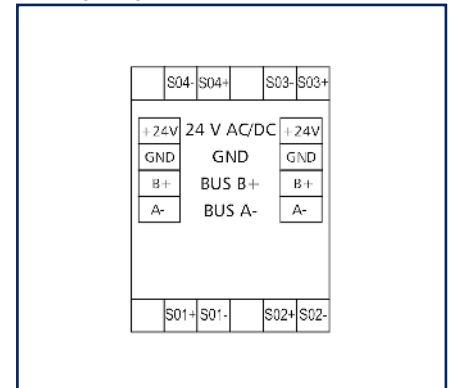 S04- S04+ S03- S03+
+24V 24 V AC/DC +24V
GND GND GND
B+ BUS B+ B+
A- BUS A- A-
S01+ S01- S02+ S02-